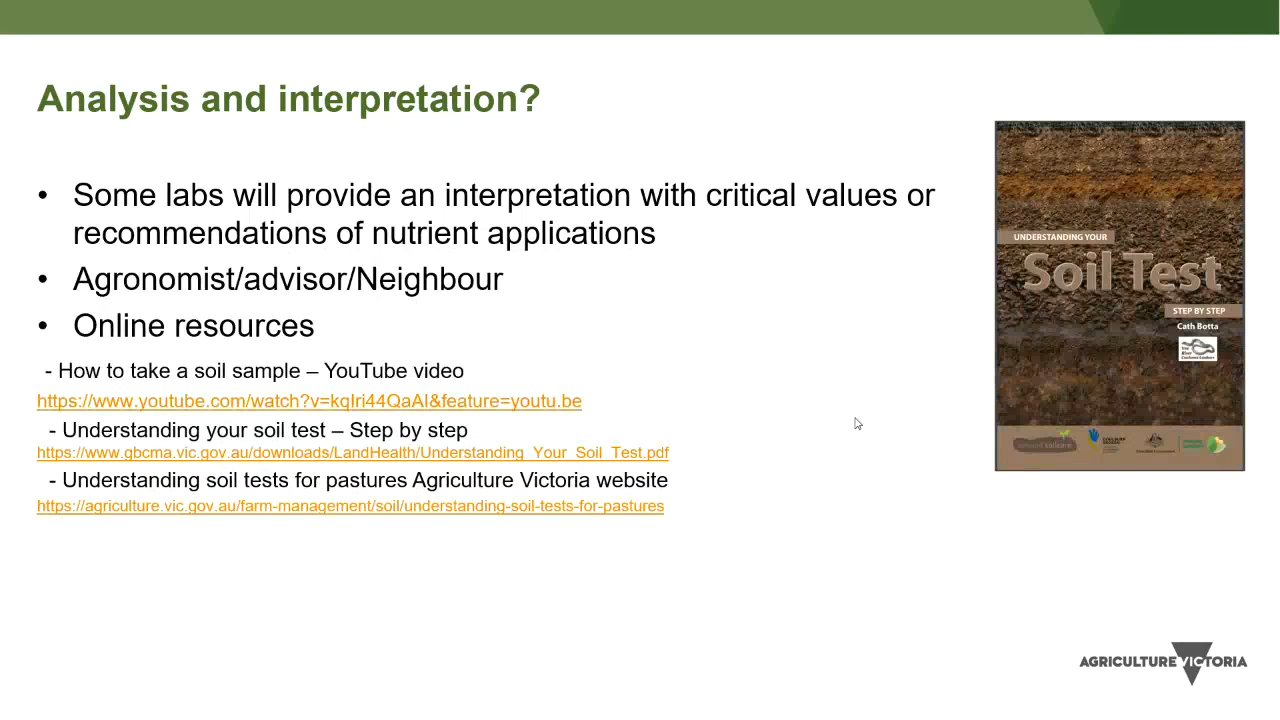 Analysis and interpretation?
• Some labs will provide an interpretation with critical values or
recommendations of nutrient applications
• Agronomist/advisor/Neighbour
• Online resources
- How to take a soil sample – YouTube video
https://www.youtube.com/watch?v=kqIri44QaAI&feature=youtu.be
- Understanding your soil test – Step by step
https://www.gbcma.vic.gov.au/downloads/LandHealth/Understanding_Your_Soil_Test.pdf
- Understanding soil tests for pastures Agriculture Victoria website
https://agriculture.vic.gov.au/farm-management/soil/understanding-soil-tests-for-pastures
UNDERSTANDING YOUR
Soil Test
STEP BY STEP
Cath Botta
AGRICULTURE VICTORIA